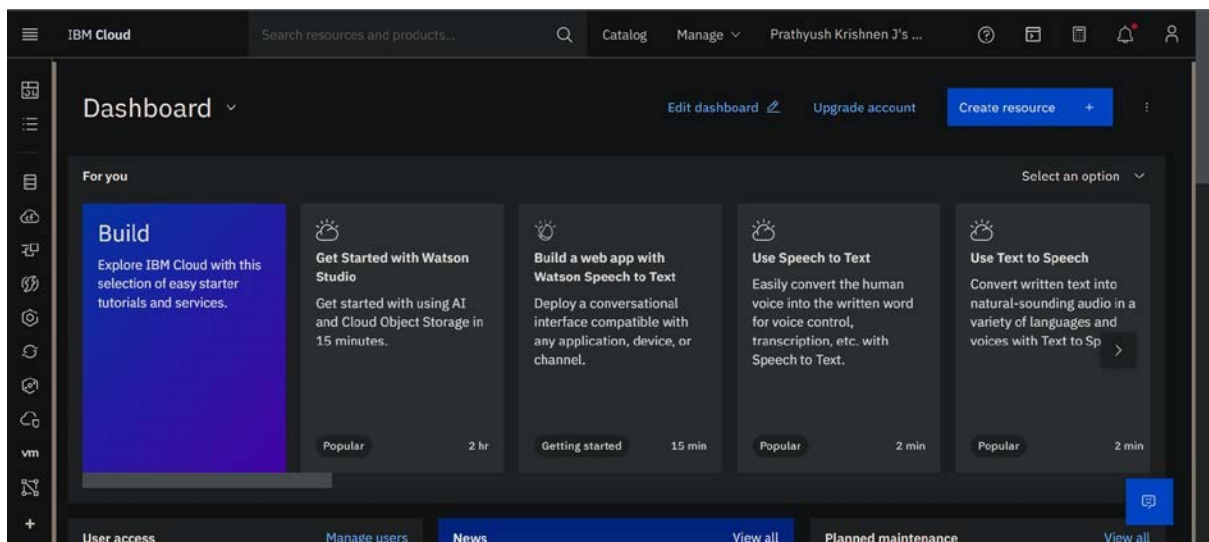 IBM Cloud
Search resources and products...
Catalog
Manage
Prathyush Krishnen J's ...
Dashboard
Edit dashboard
Upgrade account
Create resource +
For you
Select an option
Build
Explore IBM Cloud with this
selection of easy starter
tutorials and services.
Get Started with Watson
Studio
Get started with using AI
and Cloud Object Storage in
15 minutes.
Popular
2 hr
Build a web app with
Watson Speech to Text
Deploy a conversational
interface compatible with
any application, device, or
channel.
Getting started
15 min
Use Speech to Text
Easily convert the human
voice into the written word
for voice control,
transcription, etc. with
Speech to Text.
Popular
2 min
Use Text to Speech
Convert written text into
natural-sounding audio in a
variety of languages and
voices with Text to Sp
Popular
2 min
vm
User access
Manage users
News
View all
Planned maintenance
View all